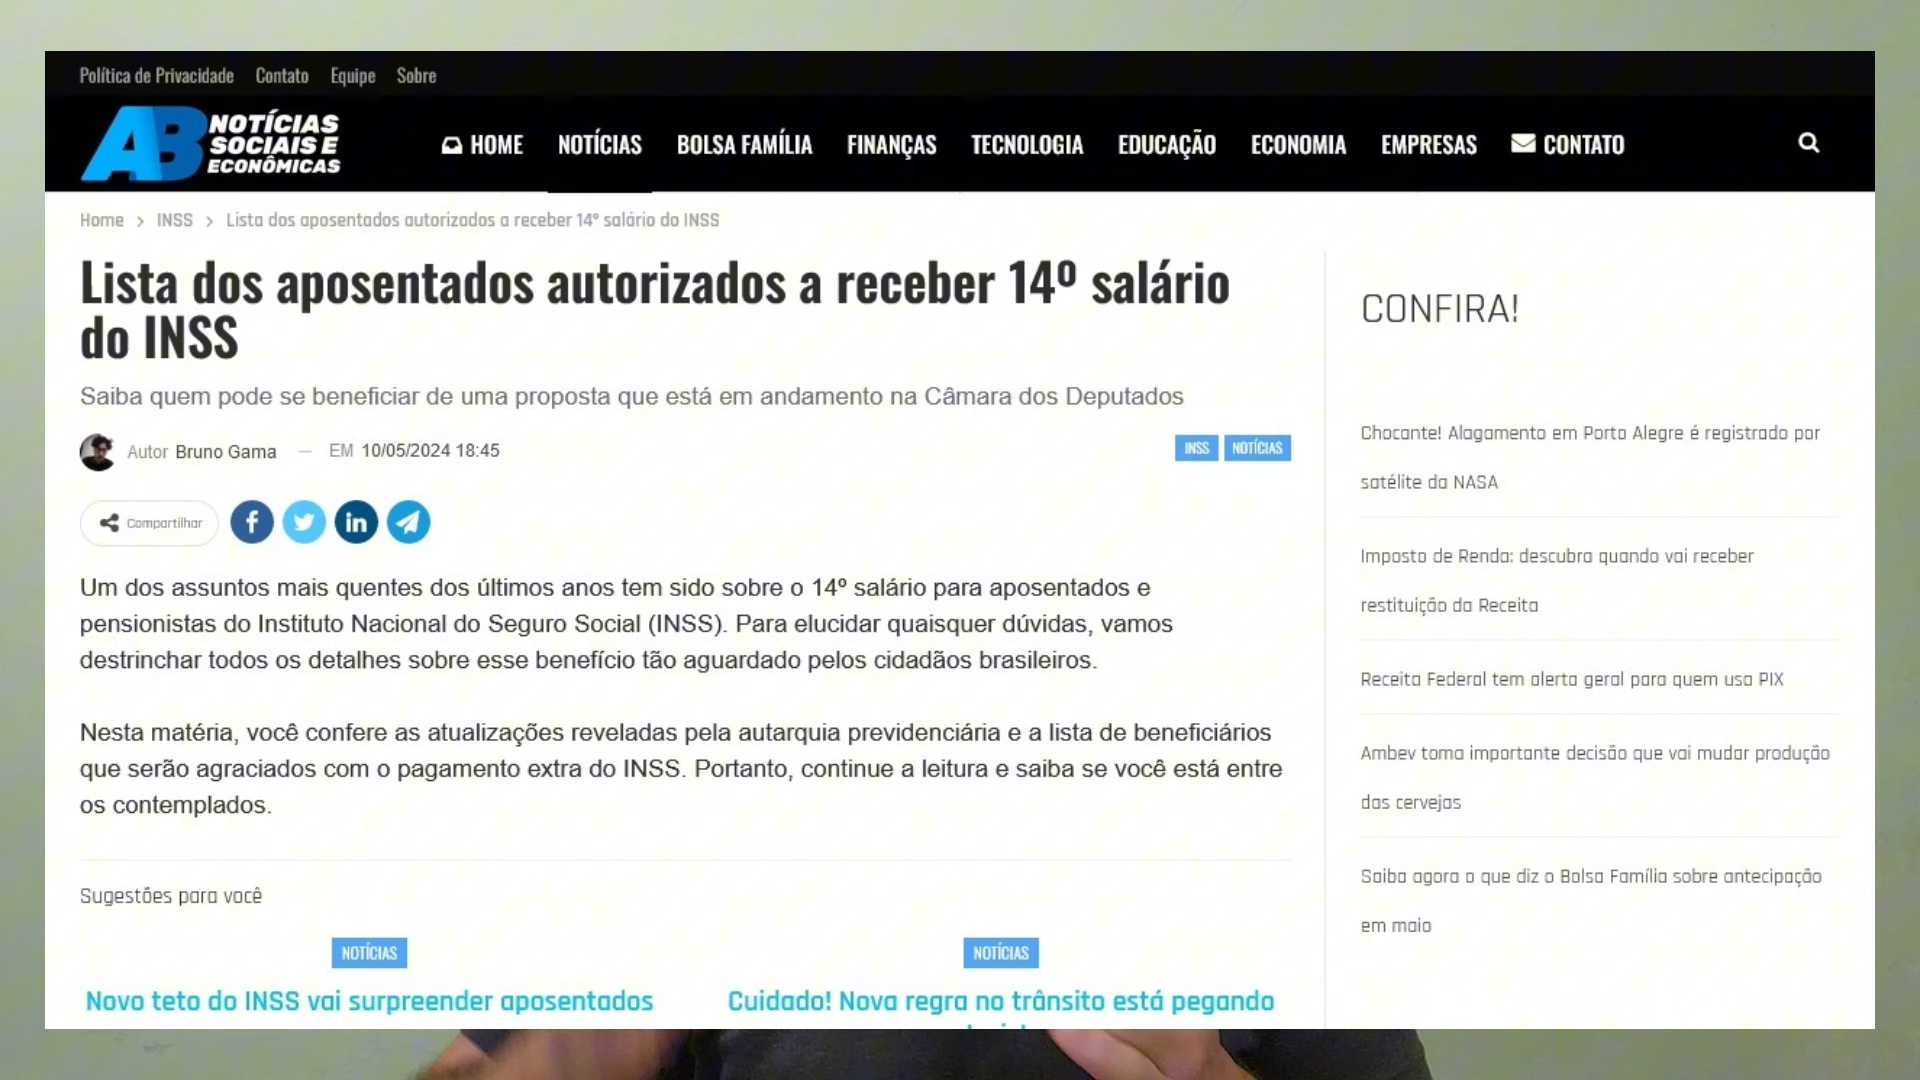 Política de Privacidade Contato Equipe Sobre
AB NOTÍCIAS
SOCIAIS E
ECONÔMICAS
HOME NOTÍCIAS BOLSA FAMÍLIA FINANÇAS TECNOLOGIA EDUCAÇÃO ECONOMIA EMPRESAS CONTATO
Home > INSS > Lista dos aposentados autorizados a receber 14º salário do INSS
Lista dos aposentados autorizados a receber 14º salário
do INSS
Saiba quem pode se beneficiar de uma proposta que está em andamento na Câmara dos Deputados
Autor Bruno Gama — EM 10/05/2024 18:45
INSS NOTÍCIAS
Compartilhar
Um dos assuntos mais quentes dos últimos anos tem sido sobre o 14º salário para aposentados e
pensionistas do Instituto Nacional do Seguro Social (INSS). Para elucidar quaisquer dúvidas, vamos
destrinchar todos os detalhes sobre esse benefício tão aguardado pelos cidadãos brasileiros.
Nesta matéria, você confere as atualizações reveladas pela autarquia previdenciária e a lista de beneficiários
que serão agraciados com o pagamento extra do INSS. Portanto, continue a leitura e saiba se você está entre
os contemplados.
Sugestões para você
NOTÍCIAS
Novo teto do INSS vai surpreender aposentados
NOTÍCIAS
Cuidado! Nova regra no trânsito está pegando
CONFIRA!
Chocante! Alagamento em Porto Alegre é registrado por
satélite da NASA
Imposto de Renda: descubra quando vai receber
restituição da Receita
Receita Federal tem alerta geral para quem usa PIX
Ambev toma importante decisão que vai mudar produção
das cervejas
Saiba agora o que diz o Bolsa Família sobre antecipação
em maio